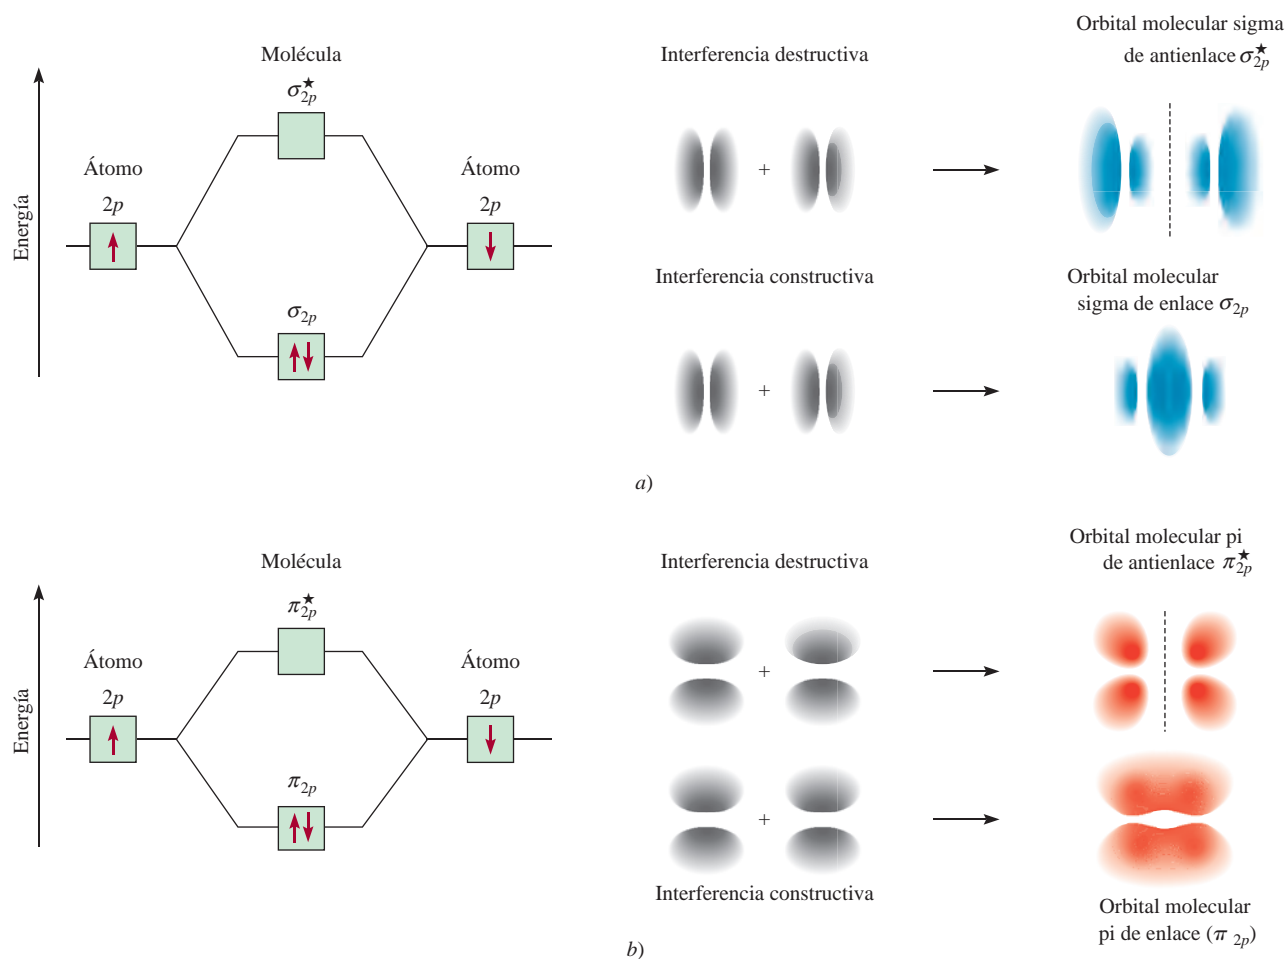 Molécula
σ★2p
Átomo
2p
Átomo
2p
σ2p
Energía
Interferencia destructiva
+
Orbital molecular sigma
de antienlace σ★2p
Interferencia constructiva
+
Orbital molecular
sigma de enlace σ2p
a)
Molécula
π★2p
Átomo
2p
Átomo
2p
π2p
Energía
Interferencia destructiva
+
Orbital molecular pi
de antienlace π★2p
+
Interferencia constructiva
Orbital molecular
pi de enlace (π 2p)
b)